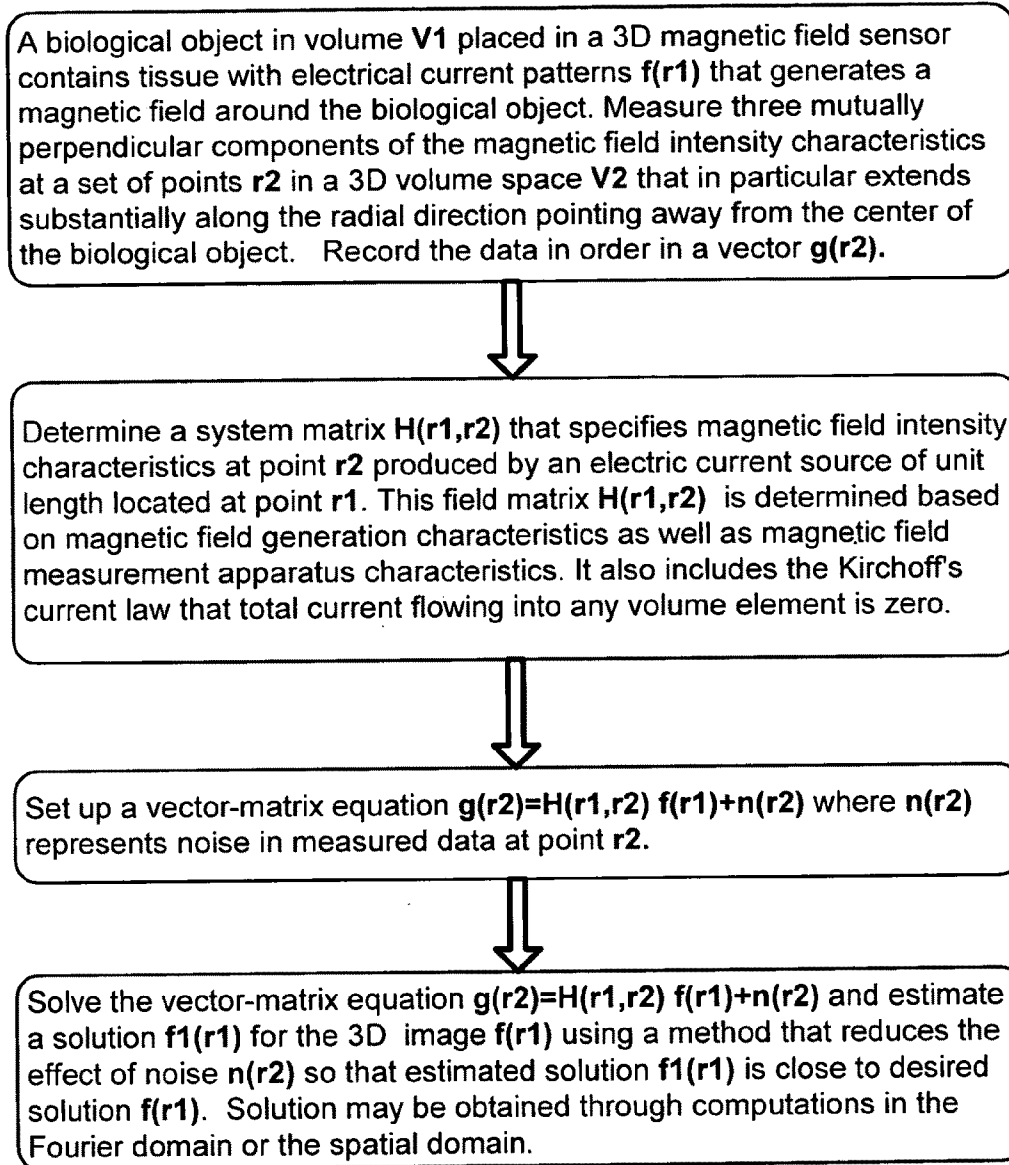 A biological object in volume V1 placed in a 3D magnetic field sensor
contains tissue with electrical current patterns f(r1) that generates a
magnetic field around the biological object. Measure three mutually
perpendicular components of the magnetic field intensity characteristics
at a set of points r2 in a 3D volume space V2 that in particular extends
substantially along the radial direction pointing away from the center of
the biological object. Record the data in order in a vector g(r2).
Determine a system matrix H(r1,r2) that specifies magnetic field intensity
characteristics at point r2 produced by an electric current source of unit
length located at point r1. This field matrix H(r1,r2) is determined based
on magnetic field generation characteristics as well as magnetic field
measurement apparatus characteristics. It also includes the Kirchoff's
current law that total current flowing into any volume element is zero.
Set up a vector-matrix equation g(r2)=H(r1,r2) f(r1)+n(r2) where n(r2)
represents noise in measured data at point r2.
Solve the vector-matrix equation g(r2)=H(r1,r2) f(r1)+n(r2) and estimate
a solution f1(r1) for the 3D image f(r1) using a method that reduces the
effect of noise n(r2) so that estimated solution f1(r1) is close to desired
solution f(r1). Solution may be obtained through computations in the
Fourier domain or the spatial domain.